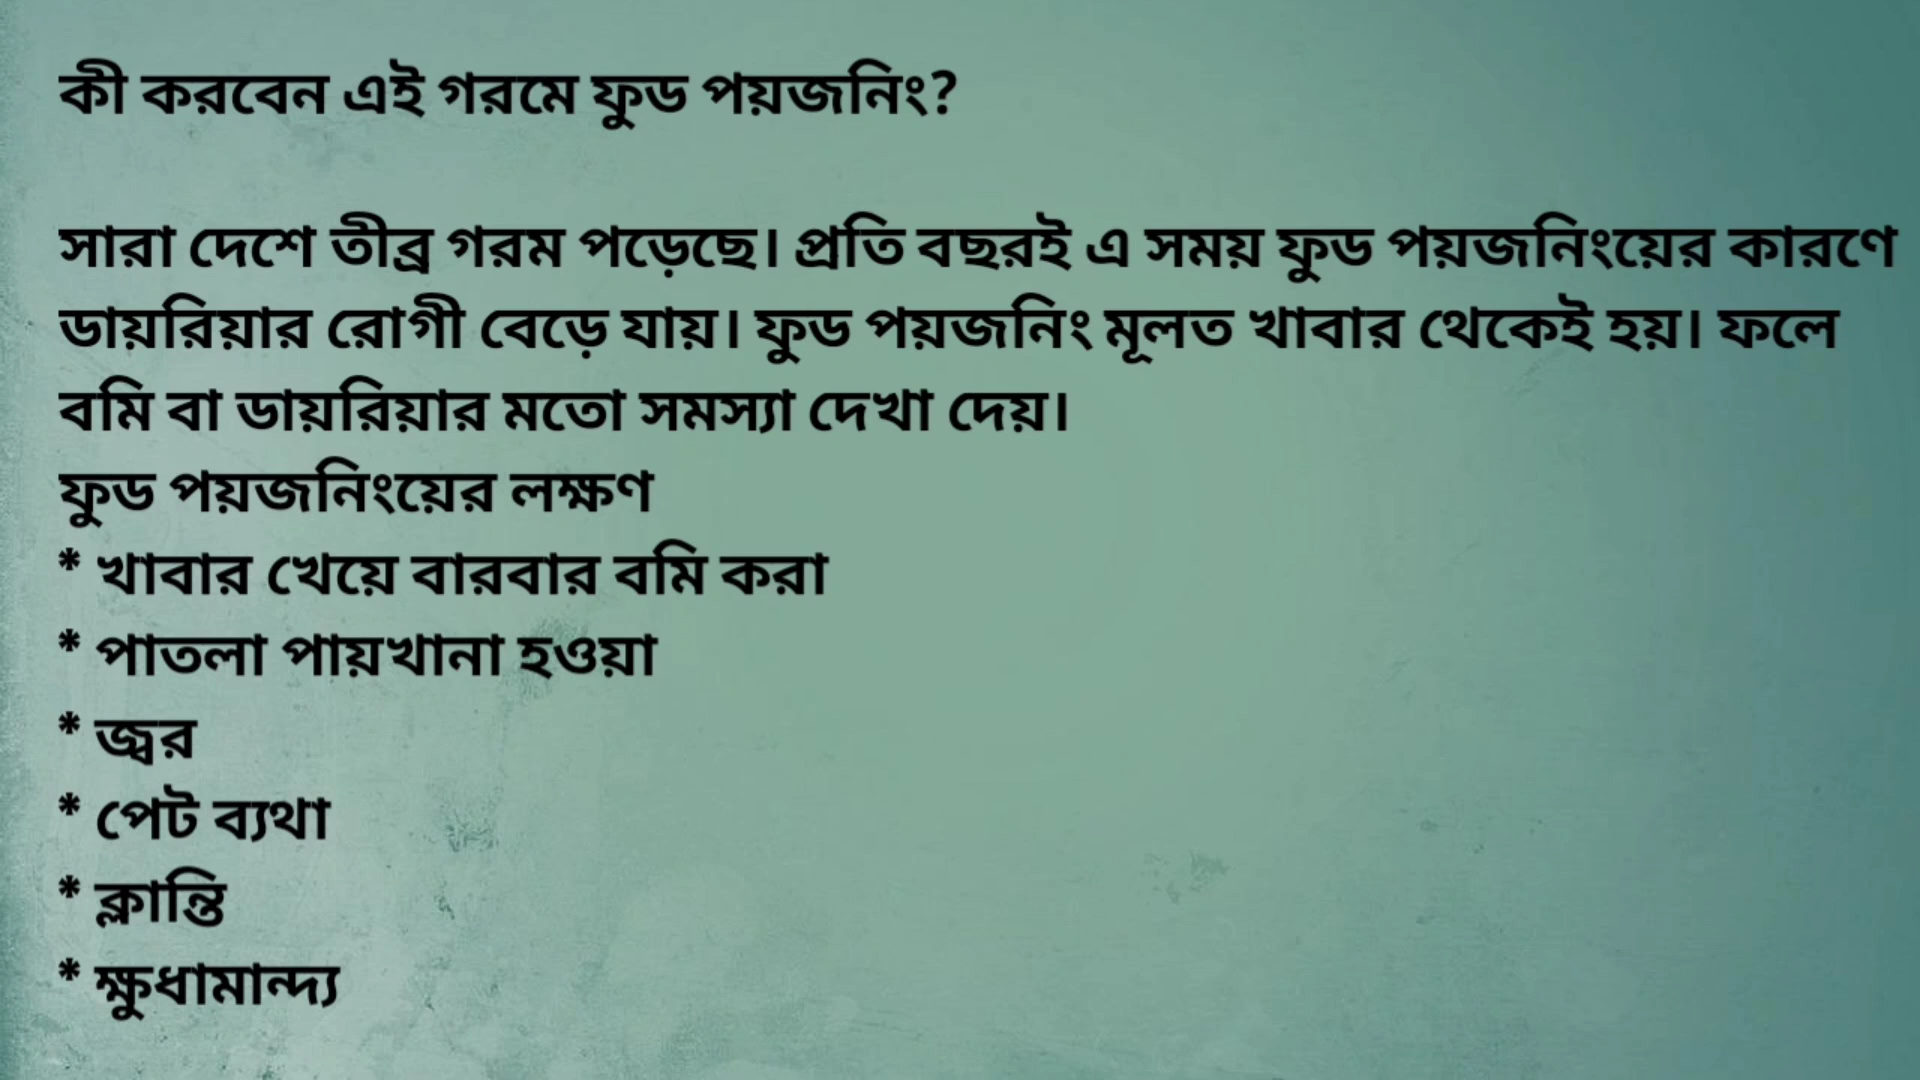 কী করবেন এই গরমে ফুড পয়জনিং?
সারা দেশে তীব্র গরম পড়েছে। প্রতি বছরই এ সময় ফুড পয়জনিংয়ের কারণে
ডায়রিয়ার রোগী বেড়ে যায়। ফুড পয়জনিং মূলত খাবার থেকেই হয়। ফলে
বমি বা ডায়রিয়ার মতো সমস্যা দেখা দেয়।
ফুড পয়জনিংয়ের লক্ষণ
* খাবার খেয়ে বারবার বমি করা
* পাতলা পায়খানা হওয়া
* জ্বর
* পেট ব্যথা
* ক্লান্তি
* ক্ষুধামান্দ্য